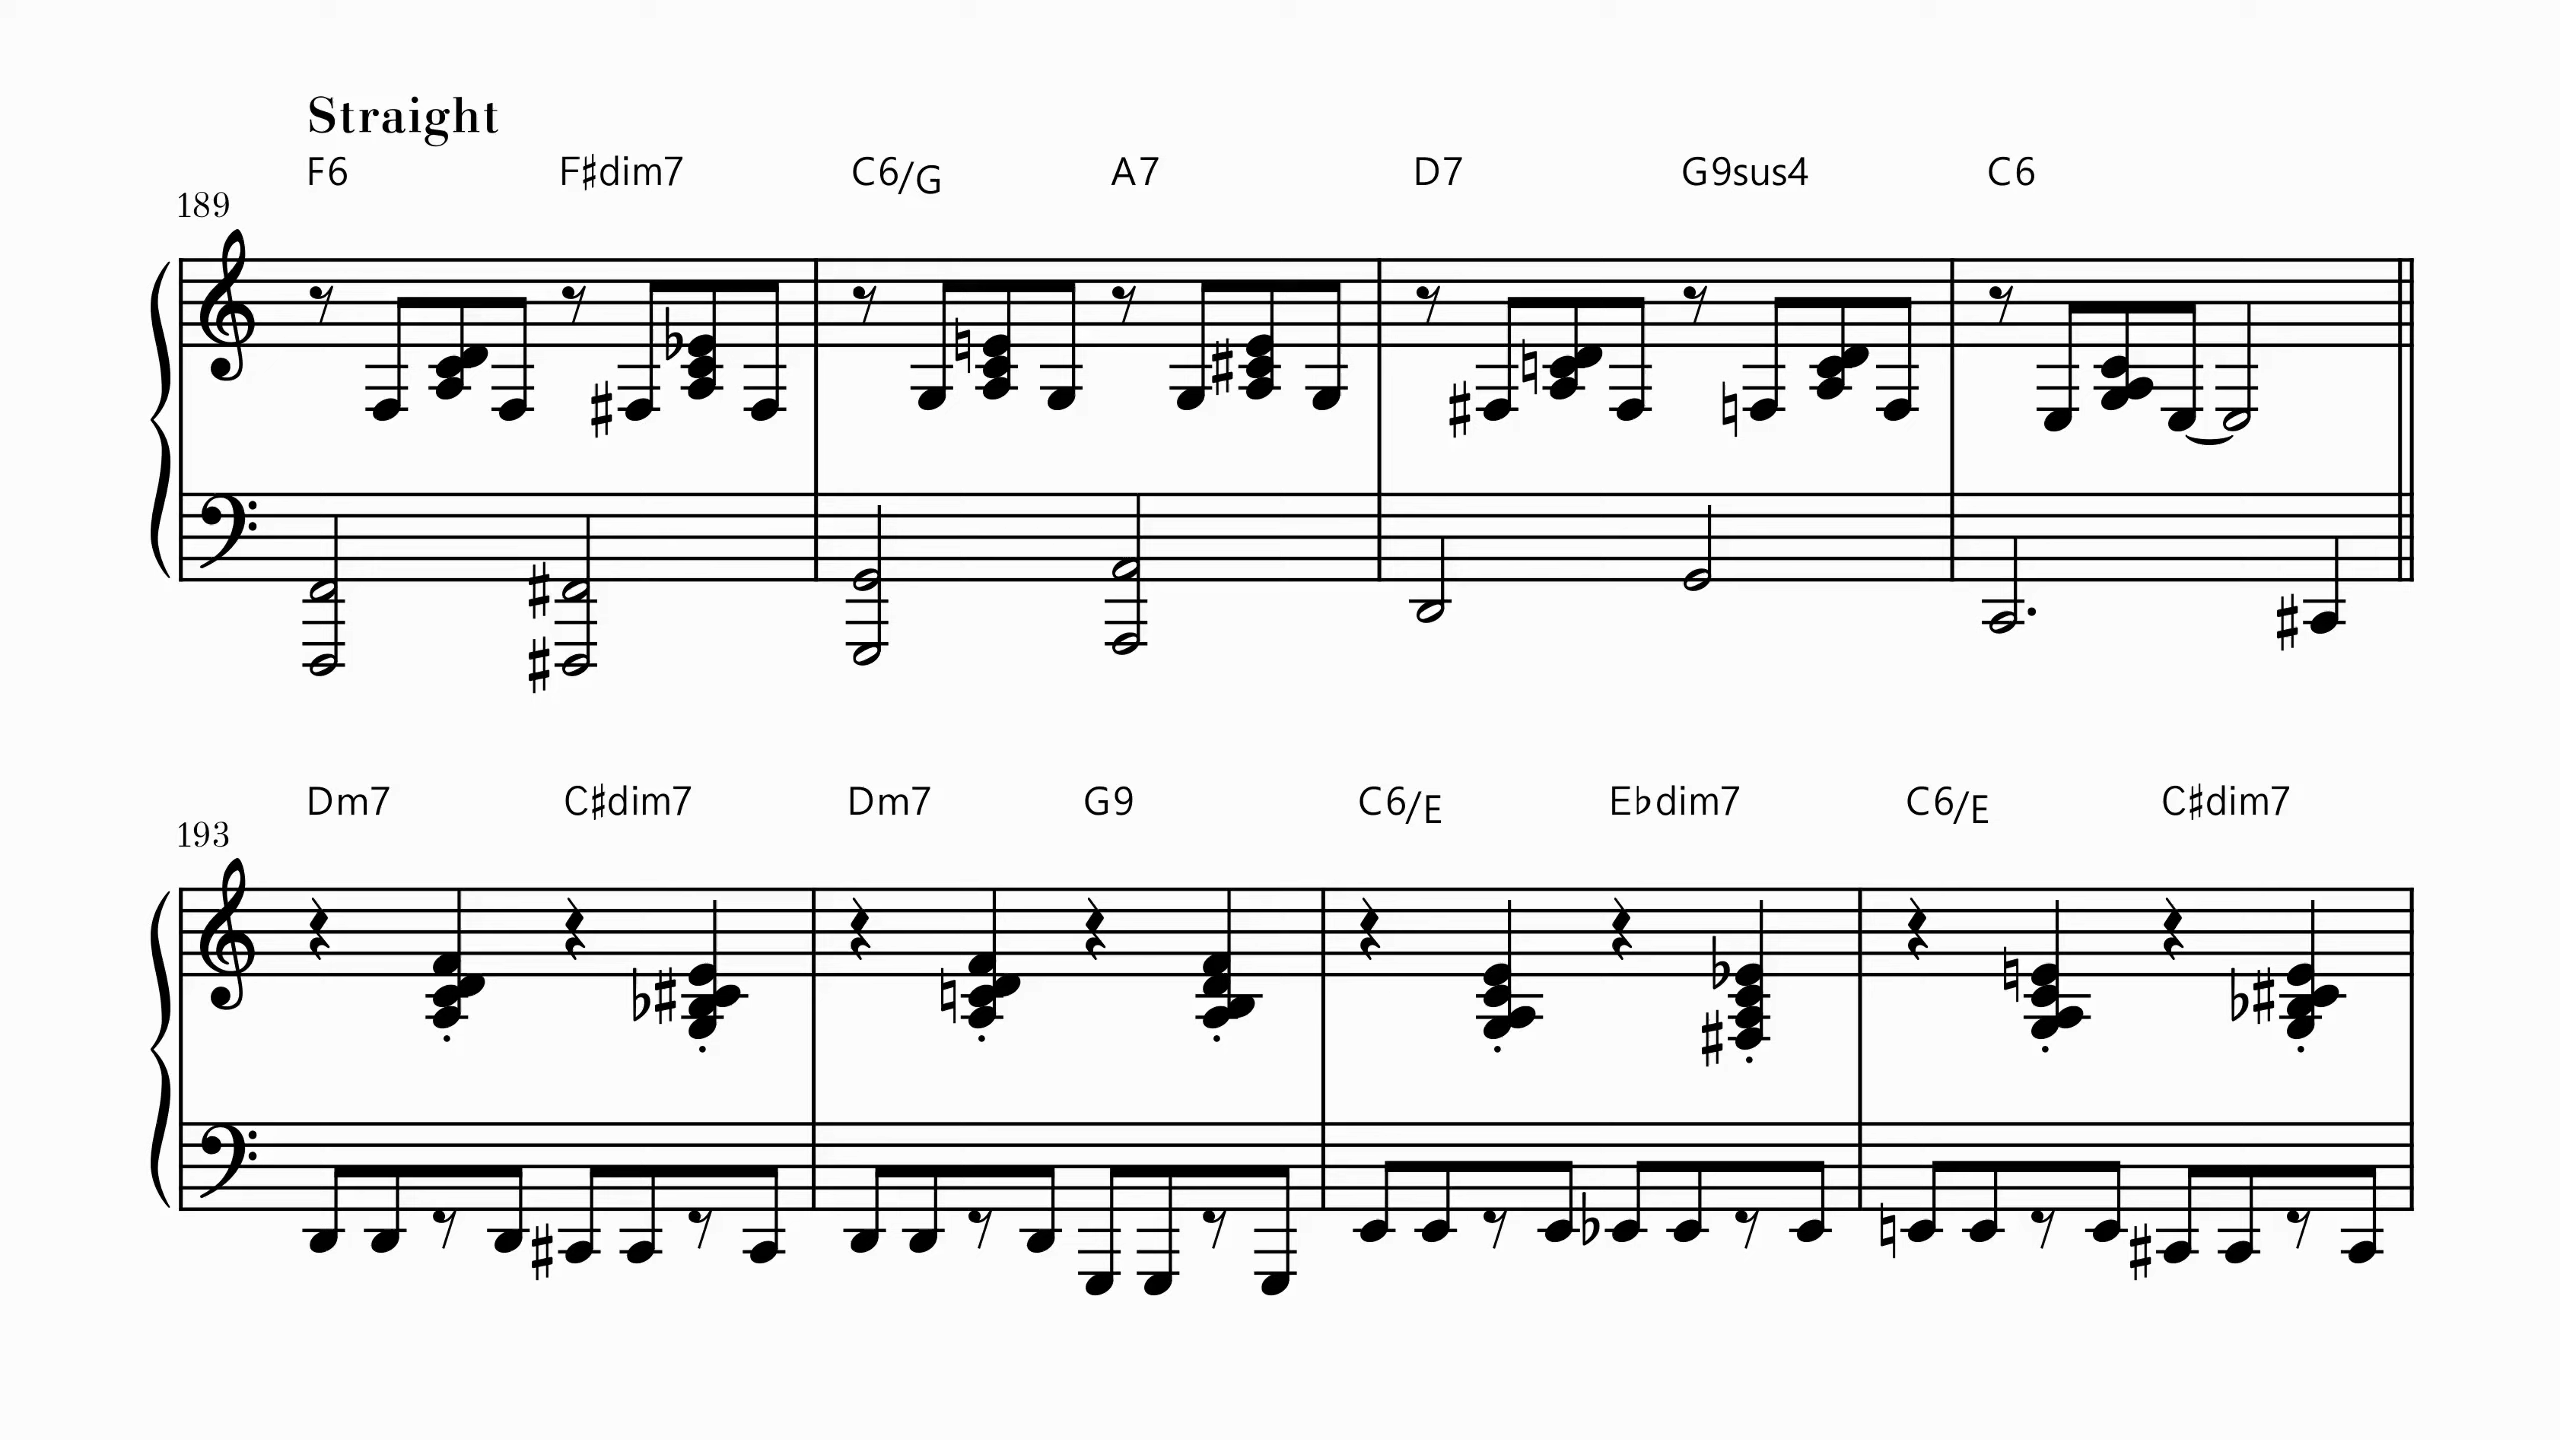 Straight
F6 F♯dim7 C6/G A7 D7 G9sus4 C6
189
Dm7 C♯dim7 Dm7 G9 C6/E E♭dim7 C6/E C♯dim7
193